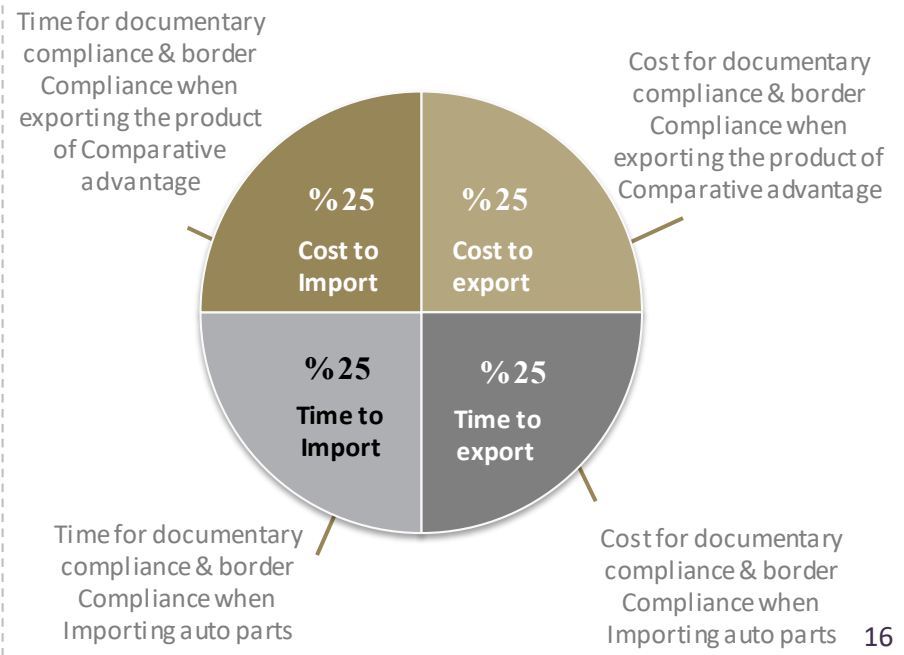 Time for documentary
compliance & border
Compliance when
exporting the product
of Comparative
advantage
Cost for documentary
compliance & border
Compliance when
exporting the product of
Comparative advantage
%25
Cost to
Import
%25
Cost to
export
%25
Time to
Import
%25
Time to
export
Time for documentary
compliance & border
Compliance when
Importing auto parts
Cost for documentary
compliance & border
Compliance when
Importing auto parts
16